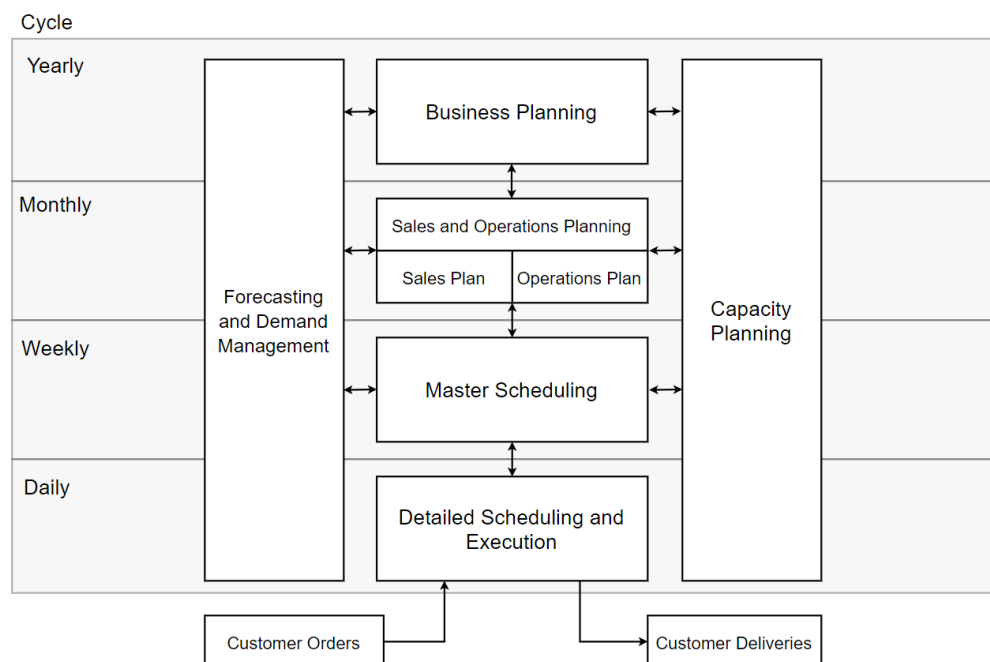 Cycle
Yearly
Business Planning
Monthly
Sales and Operations Planning
Sales Plan
Operations Plan
Forecasting
and Demand
Management
Capacity
Planning
Weekly
Master Scheduling
Daily
Detailed Scheduling and
Execution
Customer Orders
Customer Deliveries